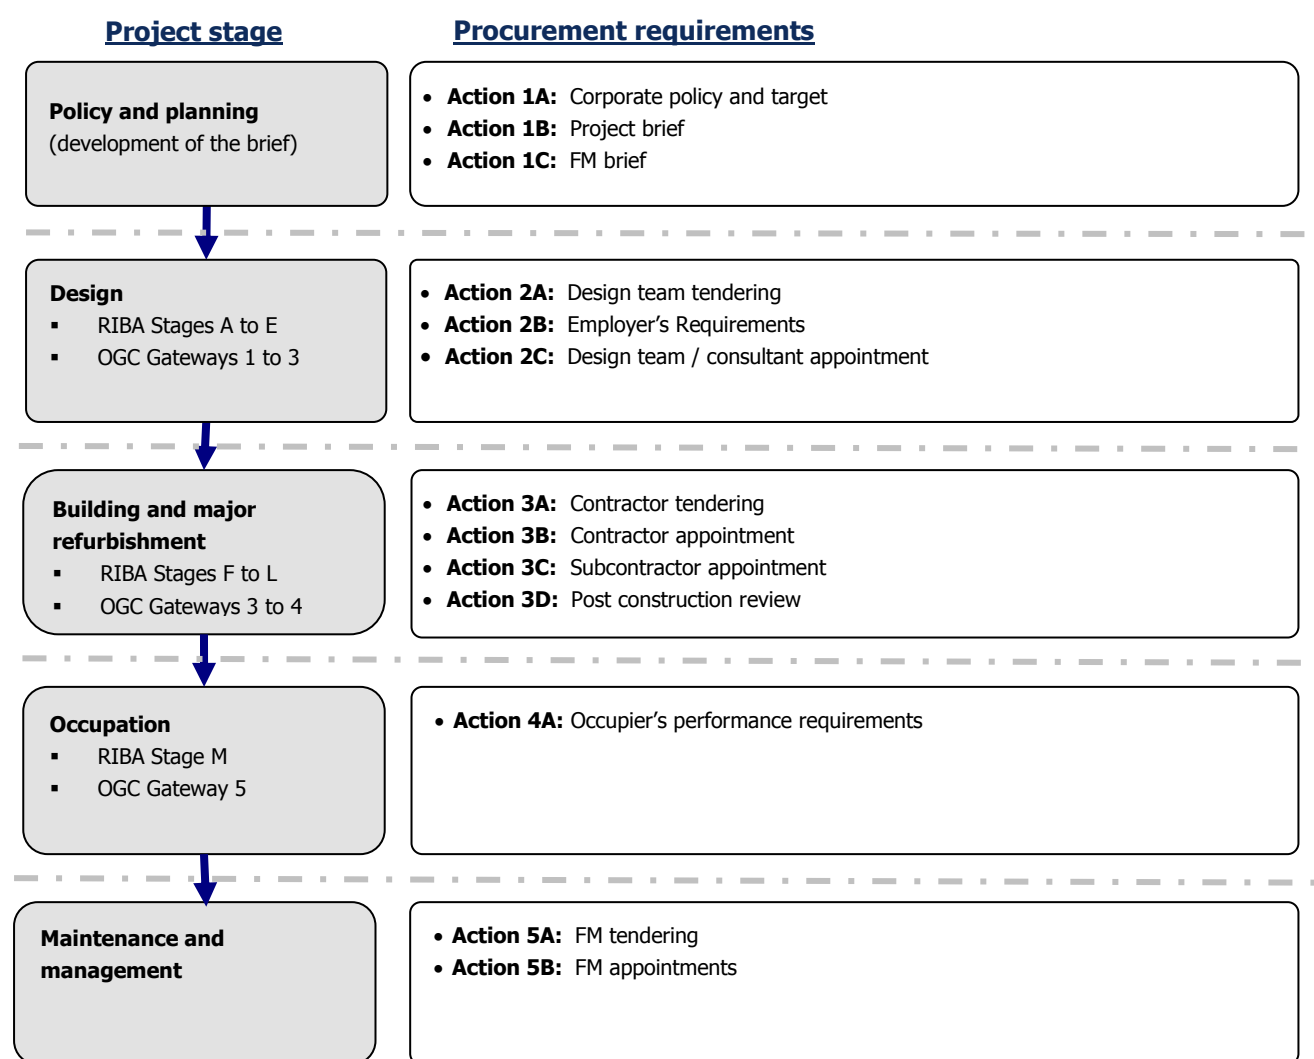 Project stage
Procurement requirements
Policy and planning
(development of the brief)
• Action 1A: Corporate policy and target
• Action 1B: Project brief
• Action 1C: FM brief
Design
▪ RIBA Stages A to E
▪ OGC Gateways 1 to 3
• Action 2A: Design team tendering
• Action 2B: Employer’s Requirements
• Action 2C: Design team / consultant appointment
Building and major
refurbishment
▪ RIBA Stages F to L
▪ OGC Gateways 3 to 4
• Action 3A: Contractor tendering
• Action 3B: Contractor appointment
• Action 3C: Subcontractor appointment
• Action 3D: Post construction review
Occupation
▪ RIBA Stage M
▪ OGC Gateway 5
• Action 4A: Occupier’s performance requirements
Maintenance and
management
• Action 5A: FM tendering
• Action 5B: FM appointments